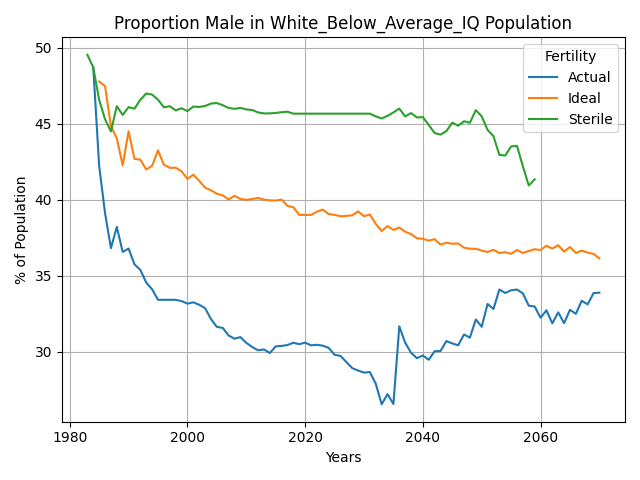 Proportion Male in White_Below_Average_IQ Population
% of Population
50
45
40
35
30
Fertility
Actual
Ideal
Sterile
1980
2000
2020
2040
2060
Years